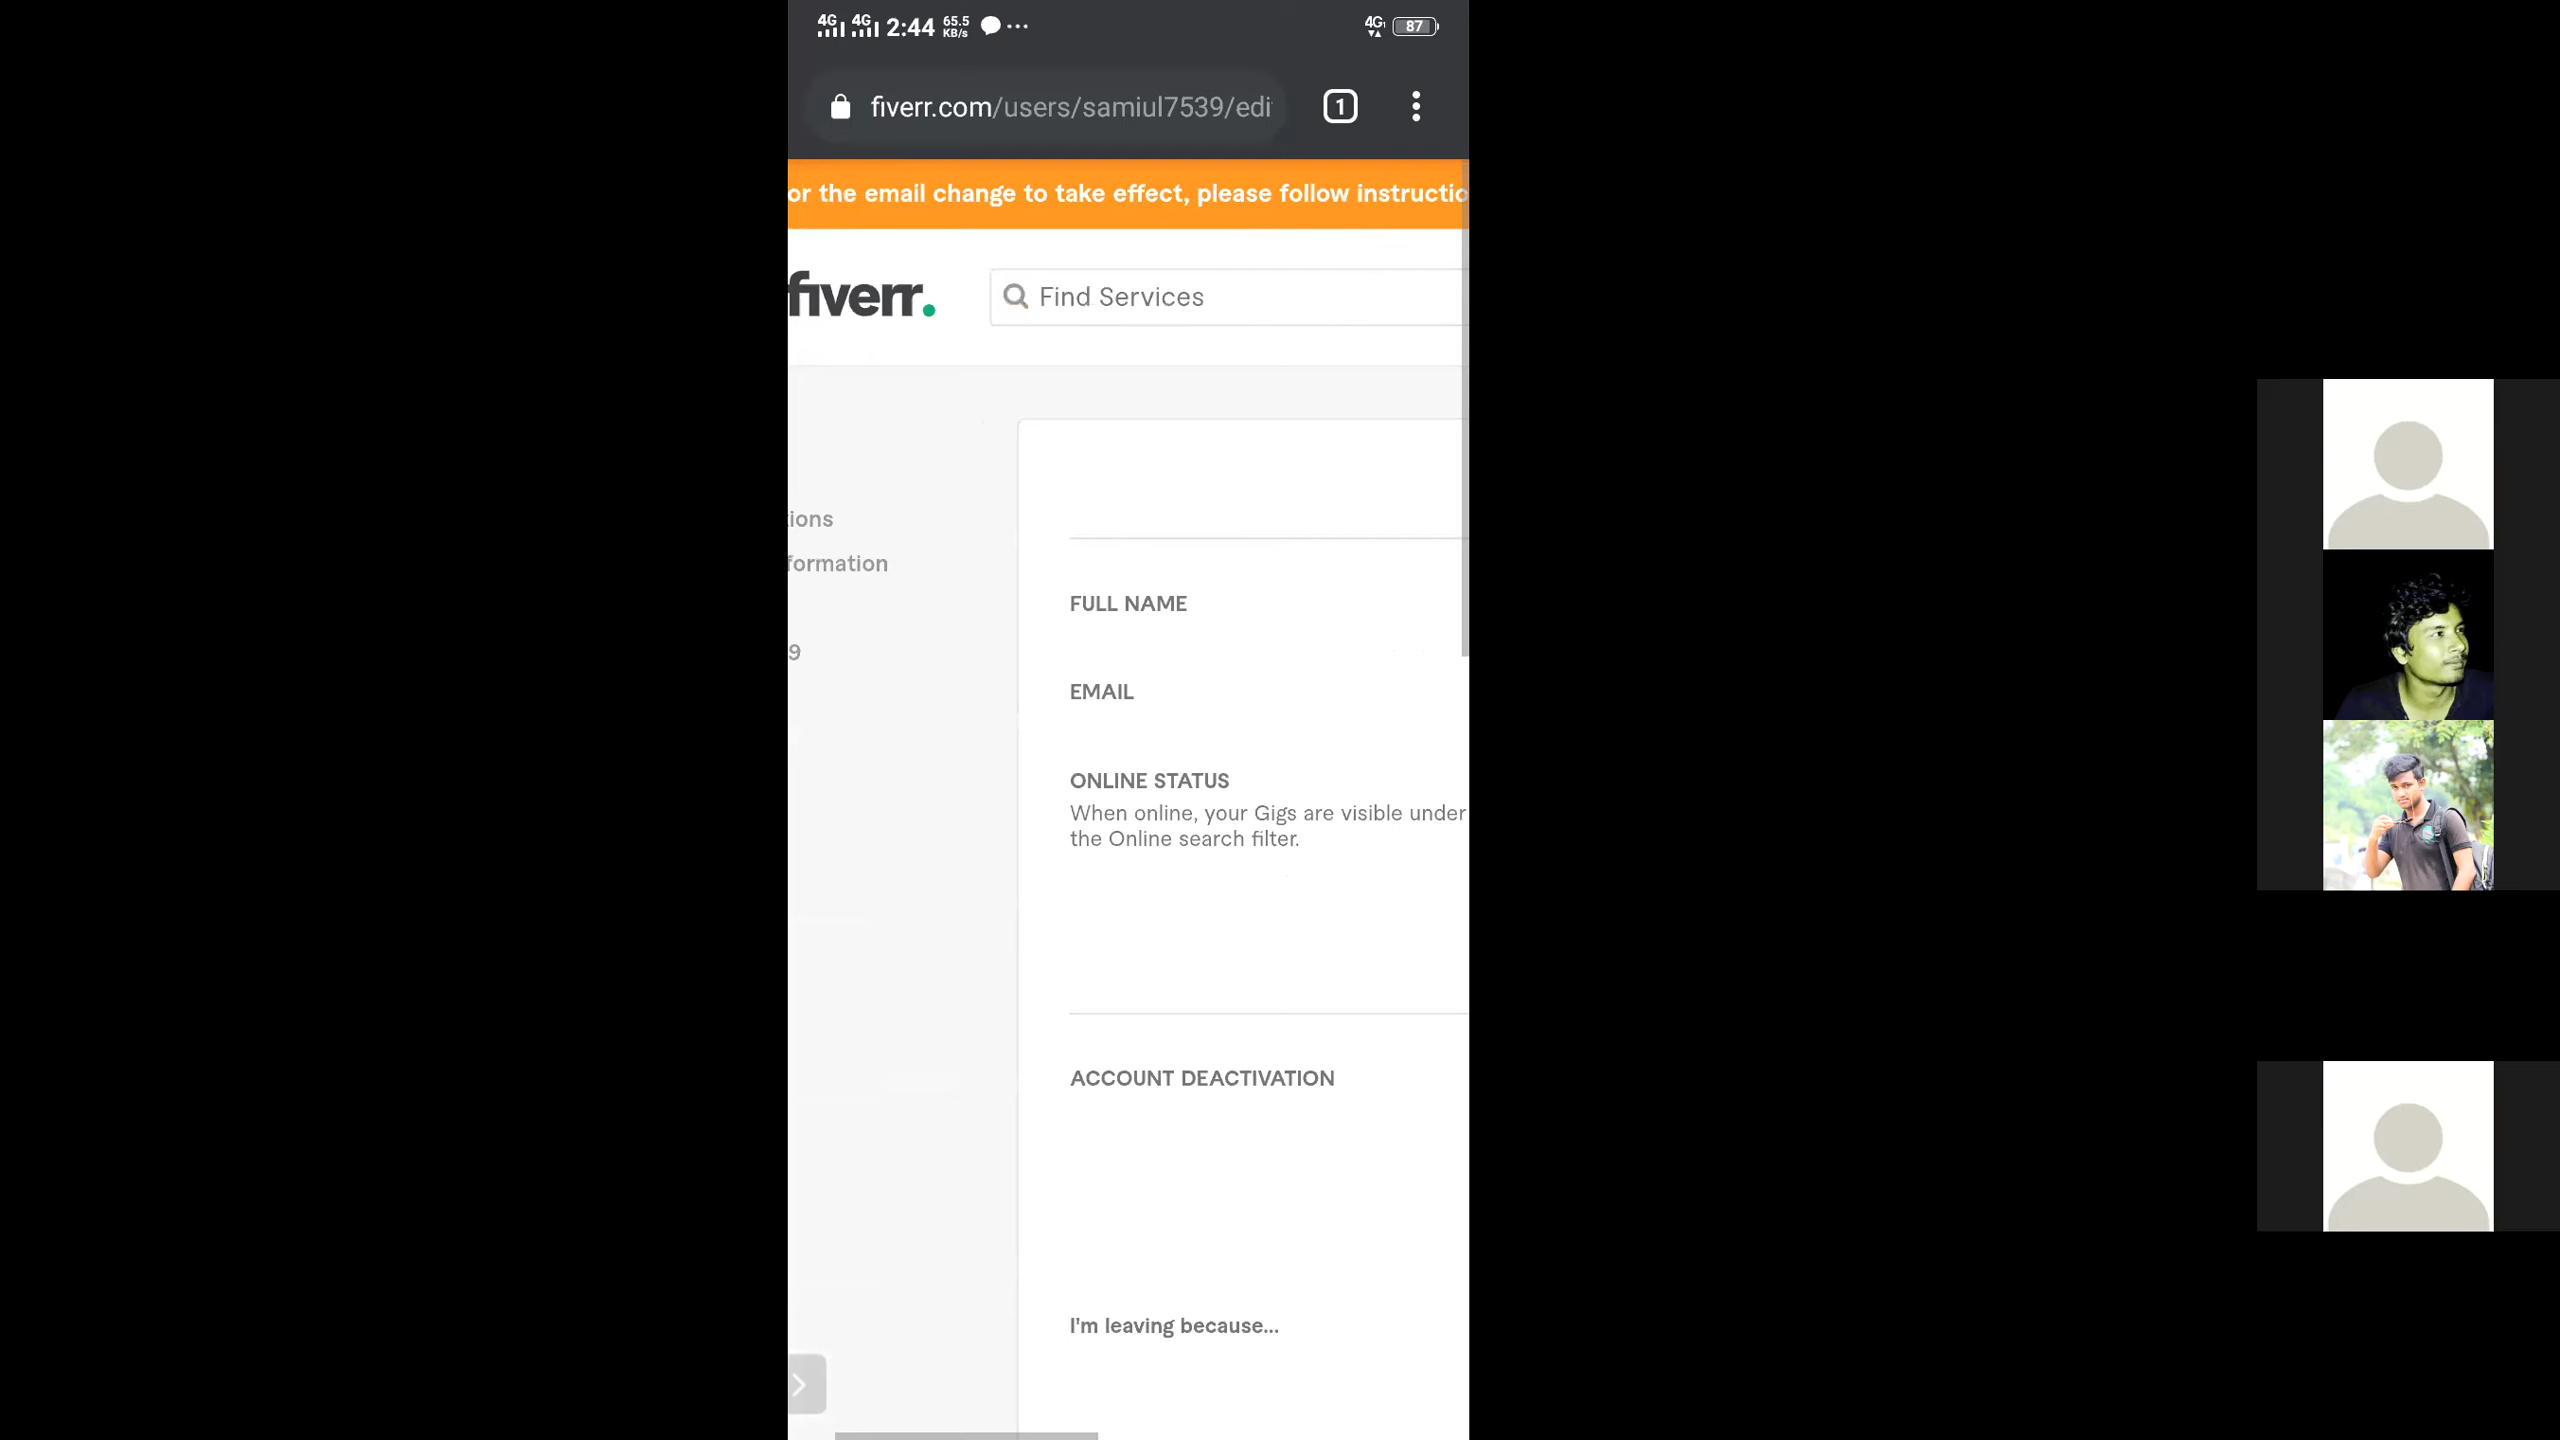 4G 4G 2:44 65.5 KB/s ... 4G 87
fiverr.com/users/samiul7539/edi
1
or the email change to take effect, please follow instructio
fiverr.
Find Services
tions
formation
FULL NAME
9
EMAIL
ONLINE STATUS
When online, your Gigs are visible under
the Online search filter.
ACCOUNT DEACTIVATION
I'm leaving because...